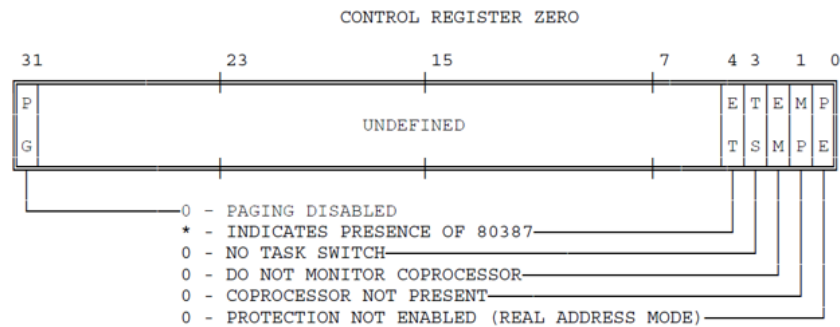 CONTROL REGISTER ZERO
31 23 15 7 4 3 1 0
P E T E M P
UNDEFINED
G T S M P E
0 - PAGING DISABLED
* - INDICATES PRESENCE OF 80387
0 - NO TASK SWITCH
0 - DO NOT MONITOR COPROCESSOR
0 - COPROCESSOR NOT PRESENT
0 - PROTECTION NOT ENABLED (REAL ADDRESS MODE)